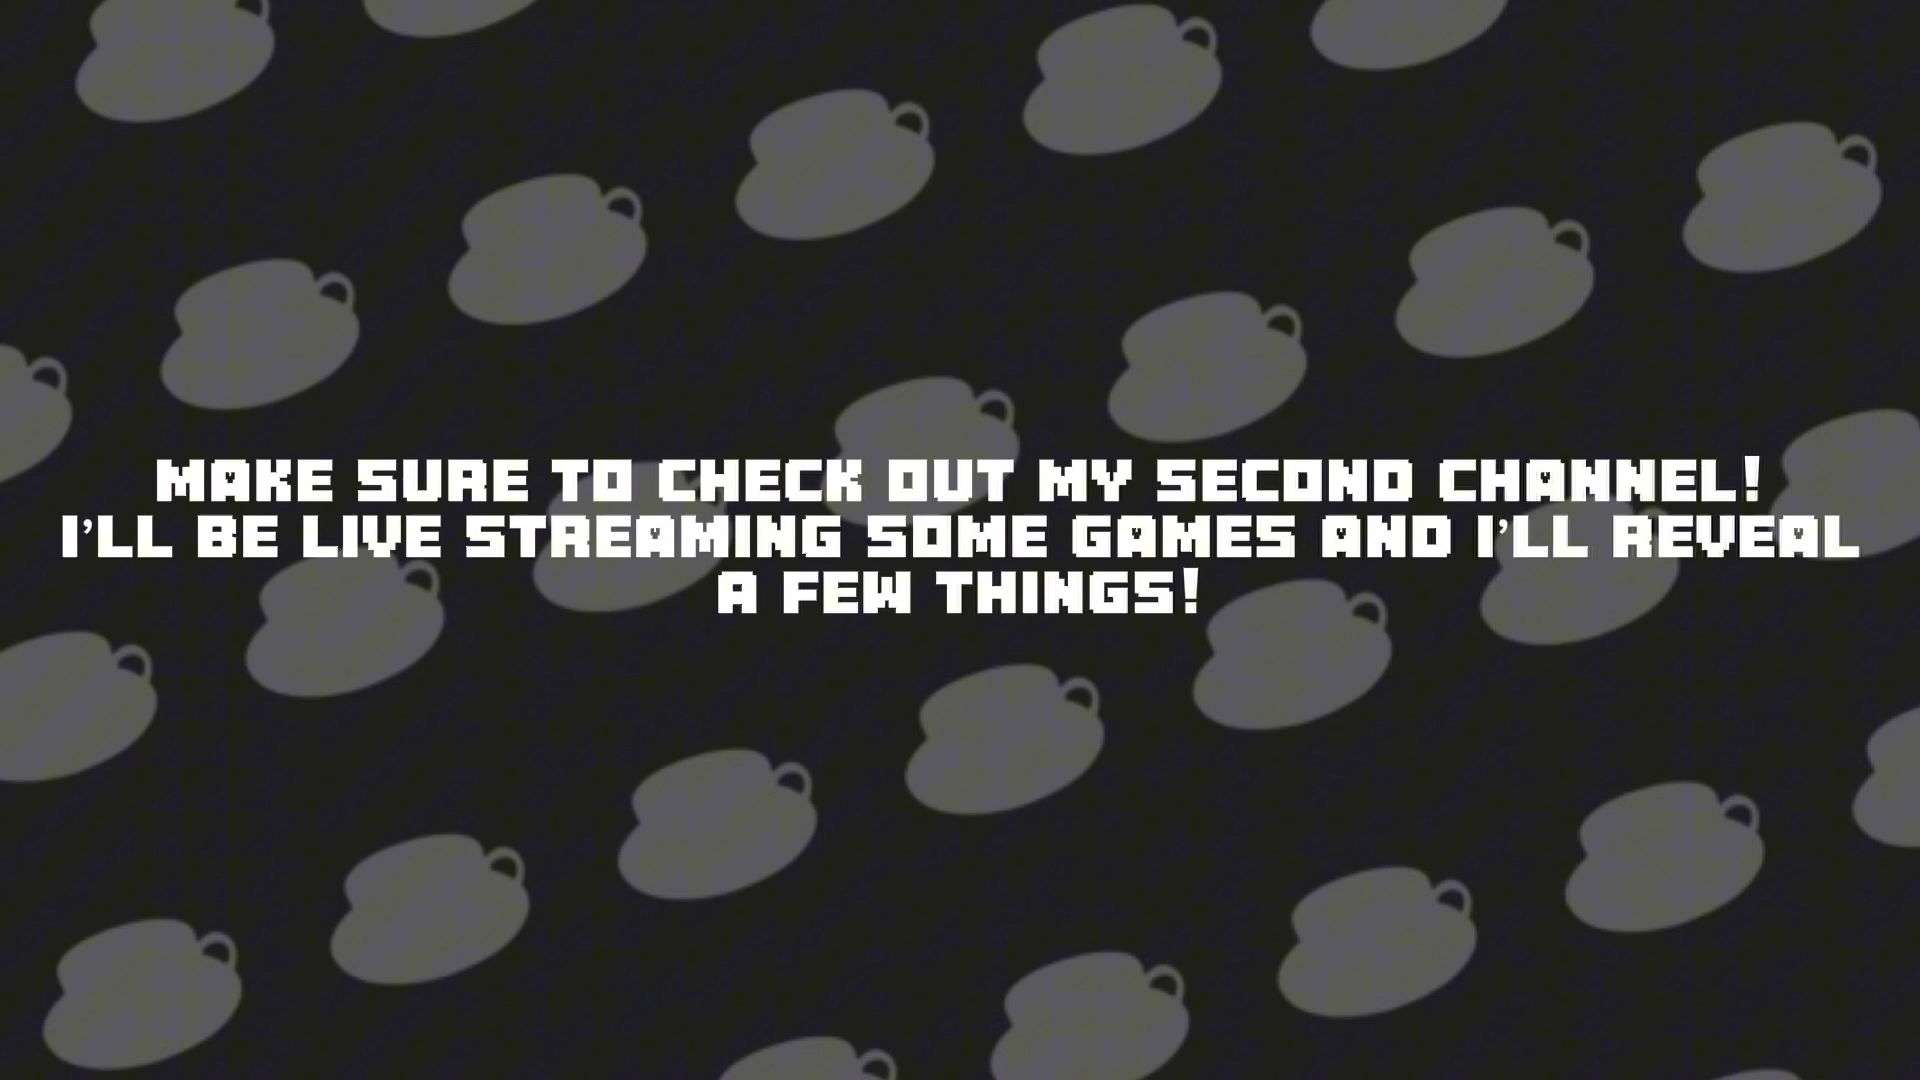 MAKE SURE TO CHECK OUT MY SECOND CHANNEL!
I'LL BE LIVE STREAMING SOME GAMES AND I'LL REVEAL
A FEW THINGS!